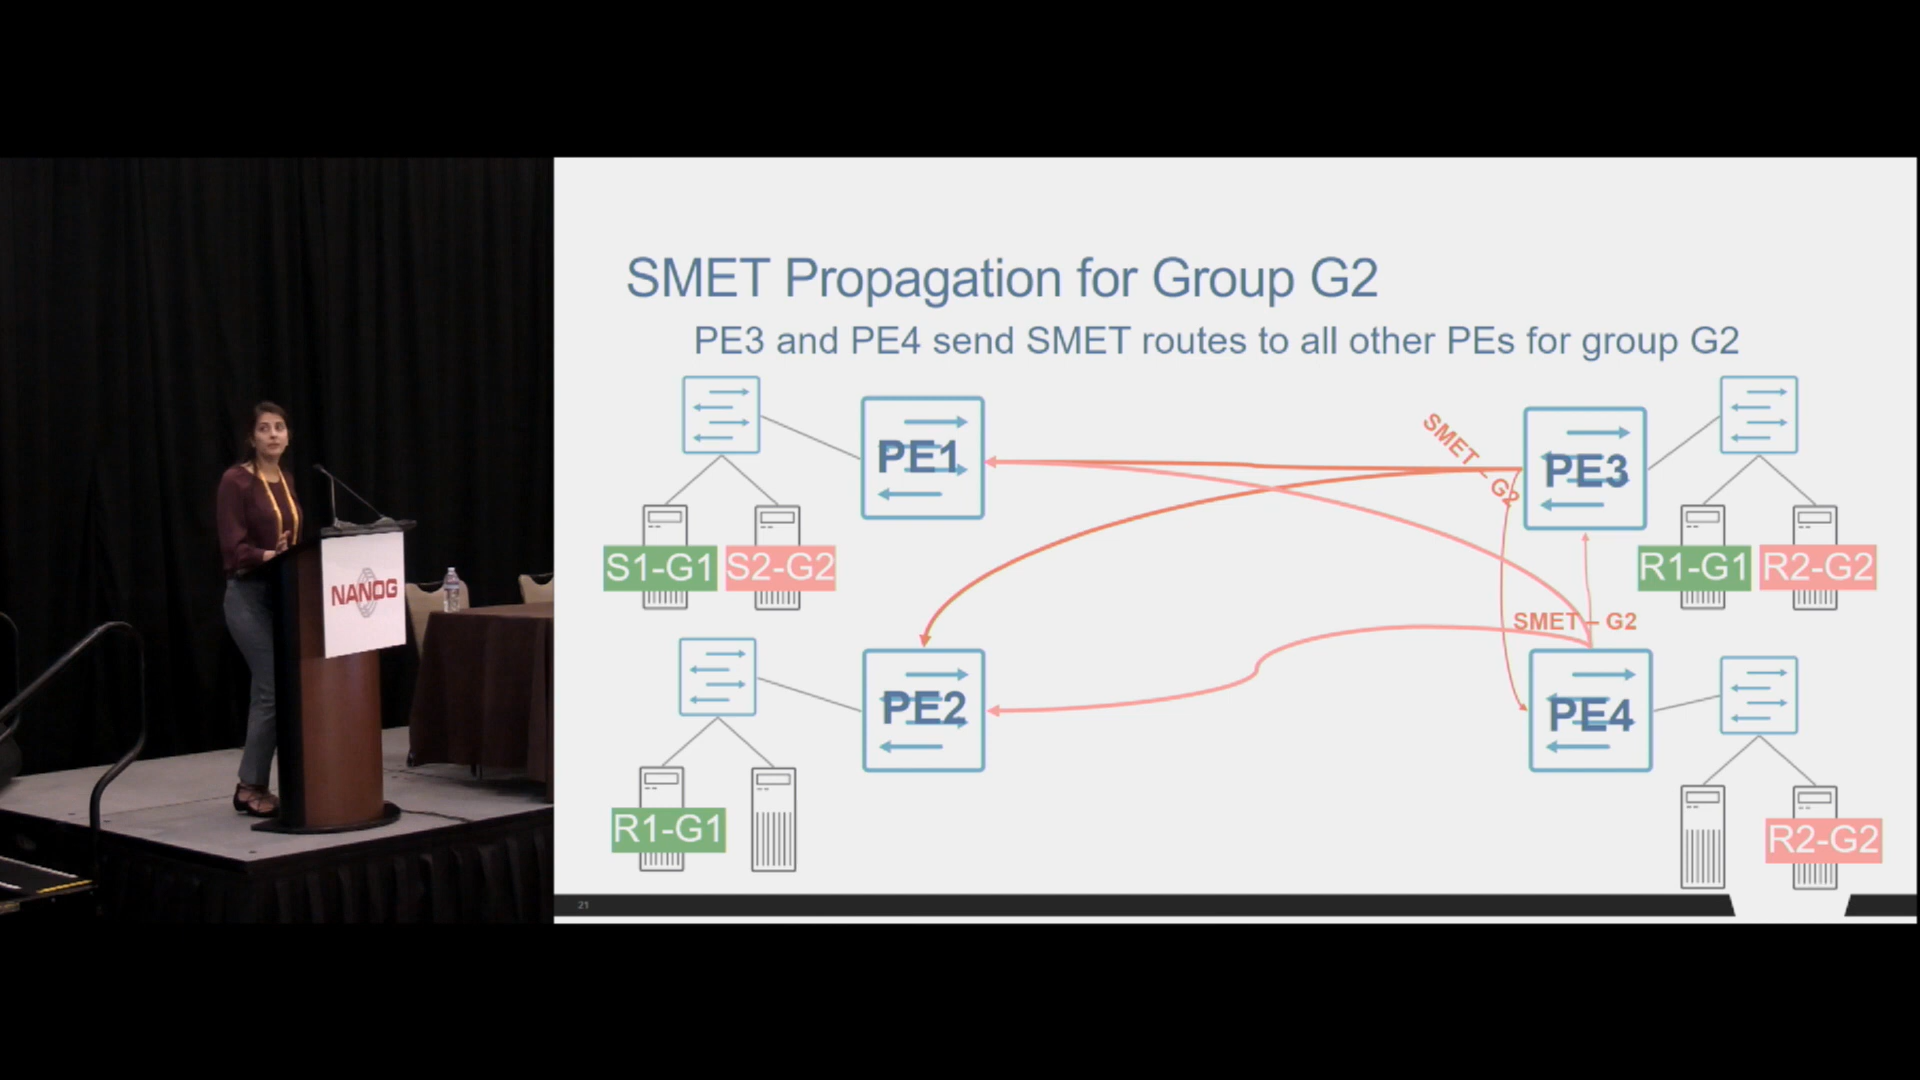 SMET Propagation for Group G2
PE3 and PE4 send SMET routes to all other PEs for group G2
PE1
SMET – G2
PE3
S1-G1
S2-G2
R1-G1
R2-G2
NANOG
SMET – G2
PE2
PE4
R1-G1
R2-G2
21